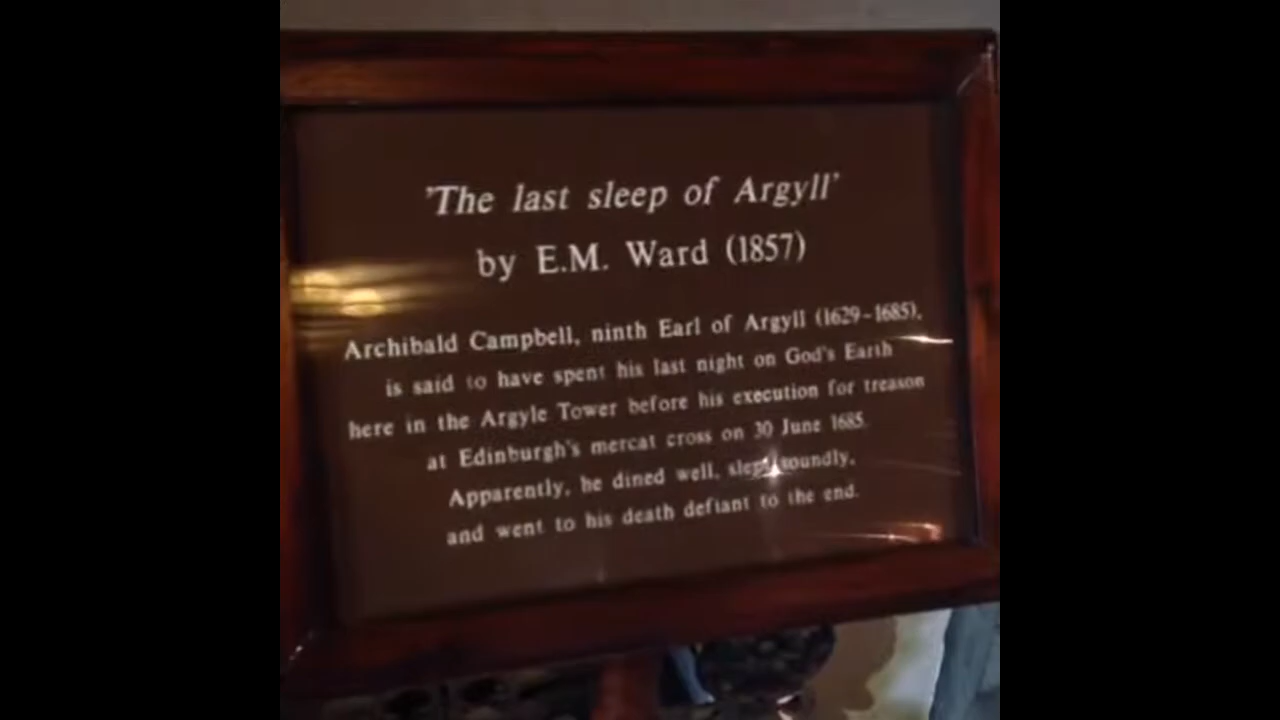 'The last sleep of Argyll'
by E.M. Ward (1857)
Archibald Campbell, ninth Earl of Argyll (1629-1685),
is said to have spent his last night on God's Earth
here in the Argyle Tower before his execution for treason
at Edinburgh's mercat cross on 30 June 1685.
Apparently, he dined well, slept soundly,
and went to his death defiant to the end.